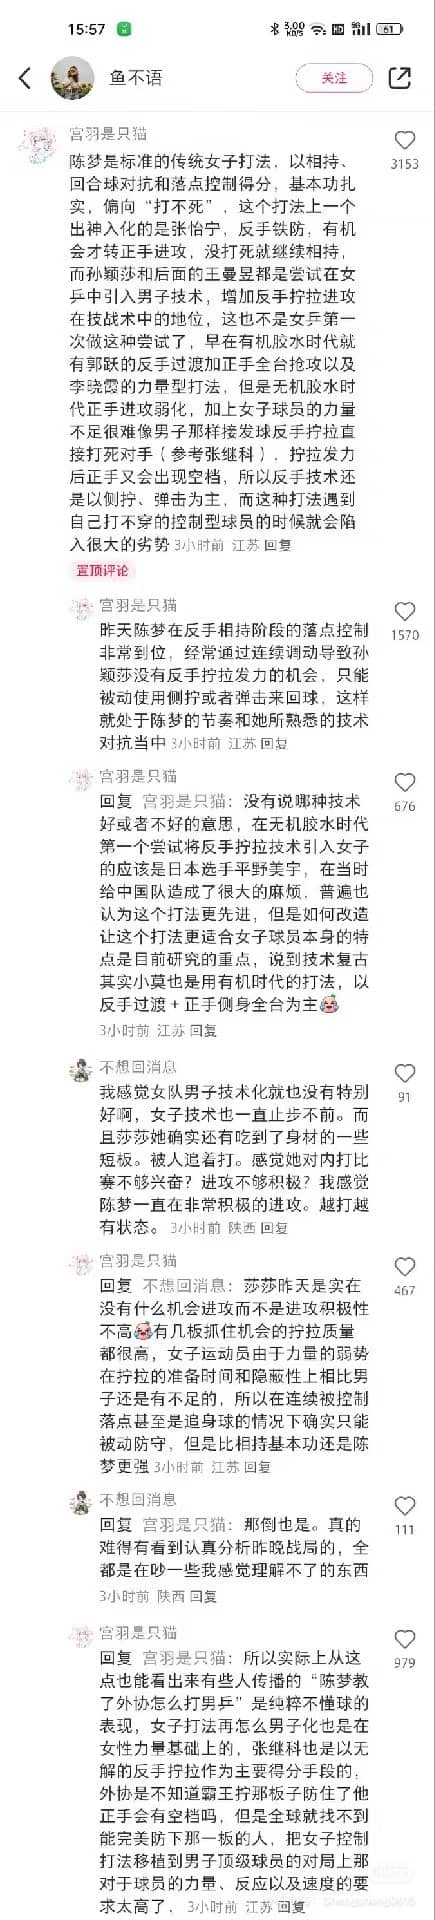 15:57
3.00
KB/S
HD
5G
61
鱼不语
关注
宫羽是只猫
陈梦是标准的传统女子打法，以相持、
回合球对抗和落点控制得分，基本功扎
实，偏向“打不死”，这个打法上一个
出神入化的是张怡宁，反手铁防，有机
会才转正手进攻，没打死就继续相持，
而孙颖莎和后面的王曼昱都是尝试在女
乒中引入男子技术，增加反手拧拉进攻
在技战术中的地位，这也不是女乒第一
次做这种尝试了，早在有机胶水时代就
有郭跃的反手过渡加正手全台抢攻以及
李晓霞的力量型打法，但是无机胶水时
代正手进攻弱化，加上女子球员的力量
不足很难像男子那样接发球反手拧拉直
接打死对手（参考张继科），拧拉发力
后正手又会出现空档，所以反手技术还
是以侧拧、弹击为主，而这种打法遇到
自己打不穿的控制型球员的时候就会陷
入很大的劣势 3小时前 江苏 回复
置顶评论
3153
宫羽是只猫
昨天陈梦在反手相持阶段的落点控制
非常到位，经常通过连续调动导致孙
颖莎没有反手拧拉发力的机会，只能
被动使用侧拧或者弹击来回球，这样
就处于陈梦的节奏和她所熟悉的技术
对抗当中 3小时前 江苏 回复
1570
宫羽是只猫
回复 宫羽是只猫：没有说哪种技术
好或者不好的意思，在无机胶水时代
第一个尝试将反手拧拉技术引入女子
的应该是日本选手平野美宇，在当时
给中国队造成了很大的麻烦，普遍也
认为这个打法更先进，但是如何改造
让这个打法更适合女子球员本身的特
点是目前研究的重点，说到技术复古
其实小莫也是用有机时代的打法，以
反手过渡＋正手侧身全台为主
3小时前 江苏 回复
676
不想回消息
我感觉女队男子技术化就也没有特别
好啊，女子技术也一直止步不前。而
且莎莎她确实还有吃到了身材的一些
短板。被人追着打。感觉她对内打比
赛不够兴奋？进攻不够积极？我感觉
陈梦一直在非常积极的进攻。越打越
有状态。 3小时前 陕西 回复
91
宫羽是只猫
回复 不想回消息：莎莎昨天是实在
没有什么机会进攻而不是进攻积极性
不高有几板抓住机会的拧拉质量
都很高，女子运动员由于力量的弱势
在拧拉的准备时间和隐蔽性上相比男
子还是有不足的，所以在连续被控制
落点甚至是追身球的情况下确实只能
被动防守，但是比相持基本功还是陈
梦更强 3小时前 江苏 回复
467
不想回消息
回复 宫羽是只猫：那倒也是。真的
难得有看到认真分析昨晚战局的，全
都是在吵一些我感觉理解不了的东西
3小时前 陕西 回复
111
宫羽是只猫
回复 宫羽是只猫：所以实际上从这
点也能看出来有些人传播的“陈梦教
了外协怎么打男乒”是纯粹不懂球的
表现，女子打法再怎么男子化也是在
女性力量基础上的，张继科也是以无
解的反手拧拉作为主要得分手段的，
外协是不知道霸王拧那板子防住了他
正手会有空档吗，但是全球就找不到
能完美防下那一板的人，把女子控制
打法移植到男子顶级球员的对局上那
对于球员的力量、反应以及速度的要
求太高了， 3小时前 江苏 回复
979